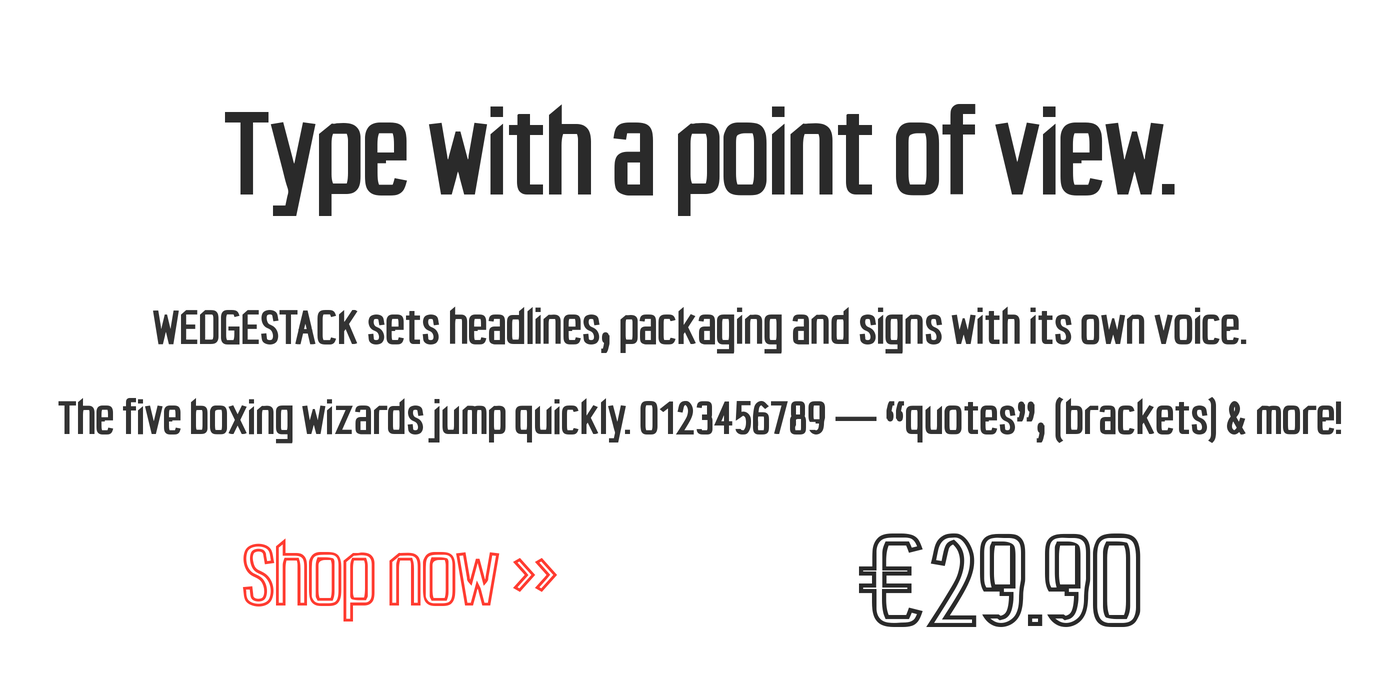 Type with a point of view.
WEDGESTACK sets headlines, packaging and signs with its own voice.
The five boxing wizards jump quickly. 0123456789 — “quotes”, (brackets) & more!
Shop now »
€29.90